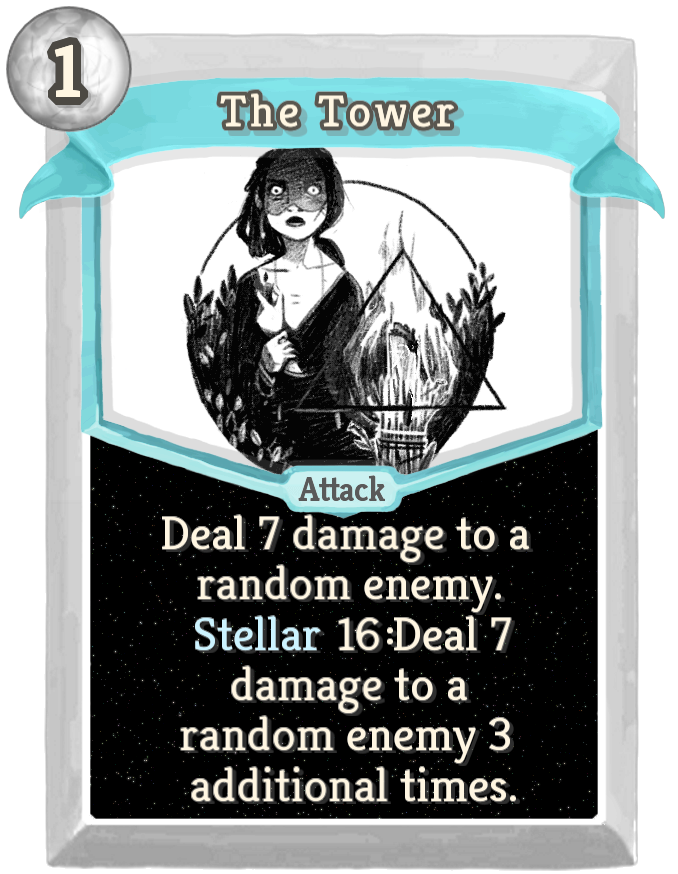 1
The Tower
Attack
Deal 7 damage to a
random enemy.
Stellar 16:Deal 7
damage to a
random enemy 3
additional times.